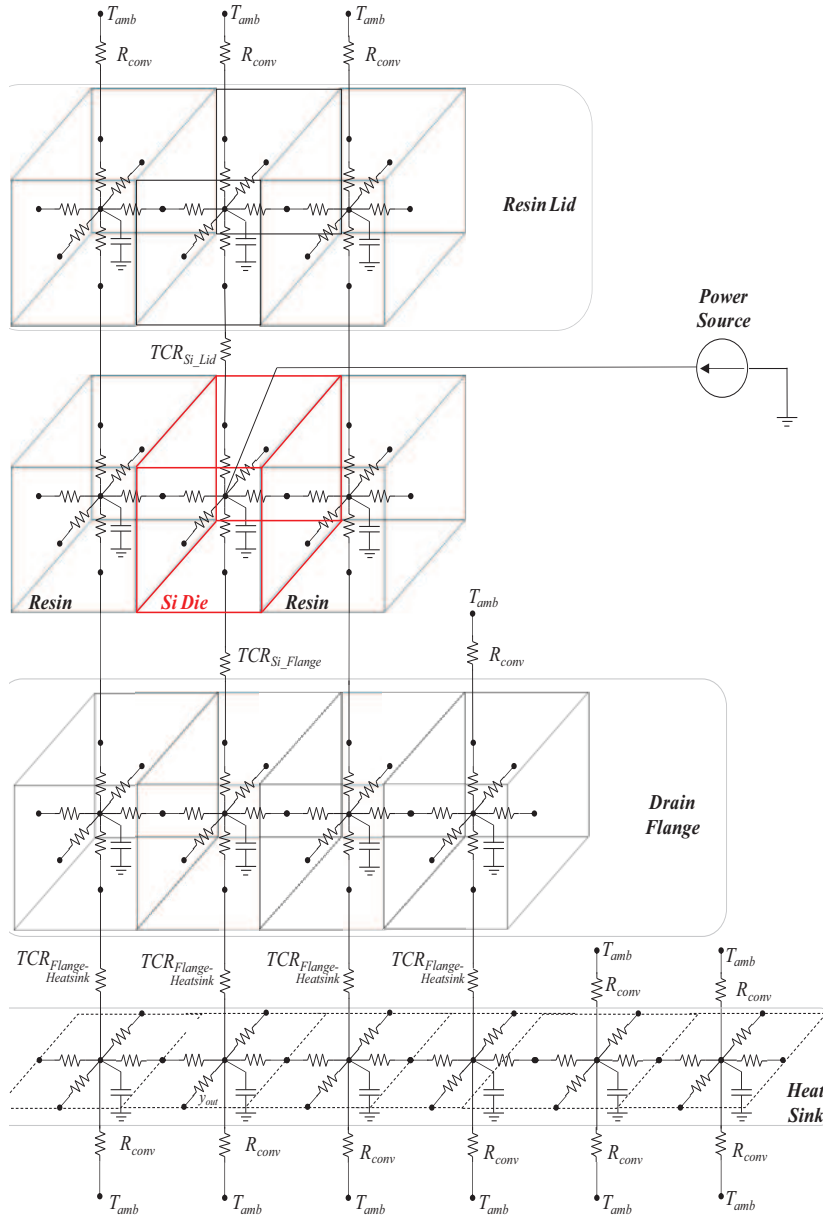 T_amb T_amb T_amb
R_conv R_conv R_conv
Resin Lid
Power
Source
TCR_Si_Lid
Resin Si Die Resin
T_amb
TCR_Si_Flange
R_conv
Drain
Flange
TCR_Flange-Heatsink TCR_Flange-Heatsink TCR_Flange-Heatsink TCR_Flange-Heatsink
T_amb T_amb
R_conv R_conv
y_out
Heat
Sink
R_conv R_conv R_conv R_conv R_conv R_conv
T_amb T_amb T_amb T_amb T_amb T_amb